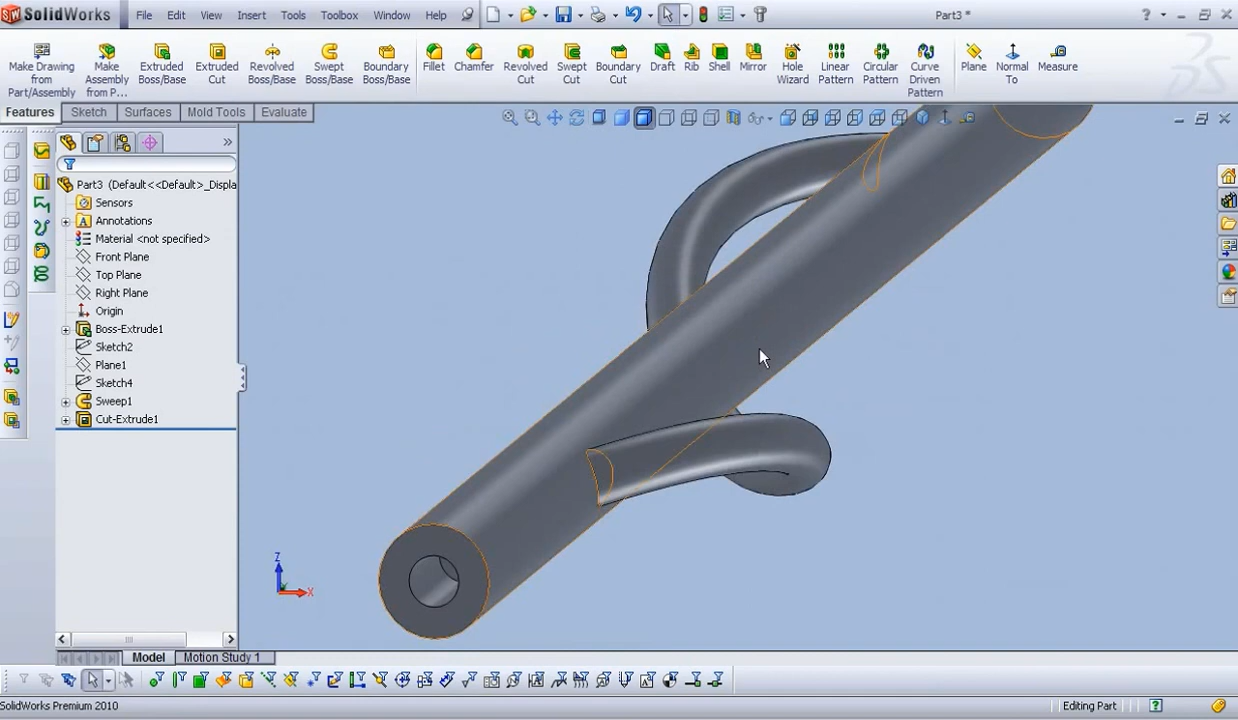 SolidWorks
File Edit View Insert Tools Toolbox Window Help
Part3 *
Make Drawing from Part/Assembly
Make Assembly from P...
Extruded Boss/Base
Extruded Cut
Revolved Boss/Base
Swept Boss/Base
Boundary Boss/Base
Fillet
Chamfer
Revolved Cut
Swept Cut
Boundary Cut
Draft
Rib
Shell
Mirror
Hole Wizard
Linear Pattern
Circular Pattern
Curve Driven Pattern
Plane
Normal To
Measure
Features Sketch Surfaces Mold Tools Evaluate
Part3 (Default<<Default>_Displa
Sensors
Annotations
Material <not specified>
Front Plane
Top Plane
Right Plane
Origin
Boss-Extrude1
Sketch2
Plane1
Sketch4
Sweep1
Cut-Extrude1
Z
X
Model Motion Study 1
SolidWorks Premium 2010
Editing Part